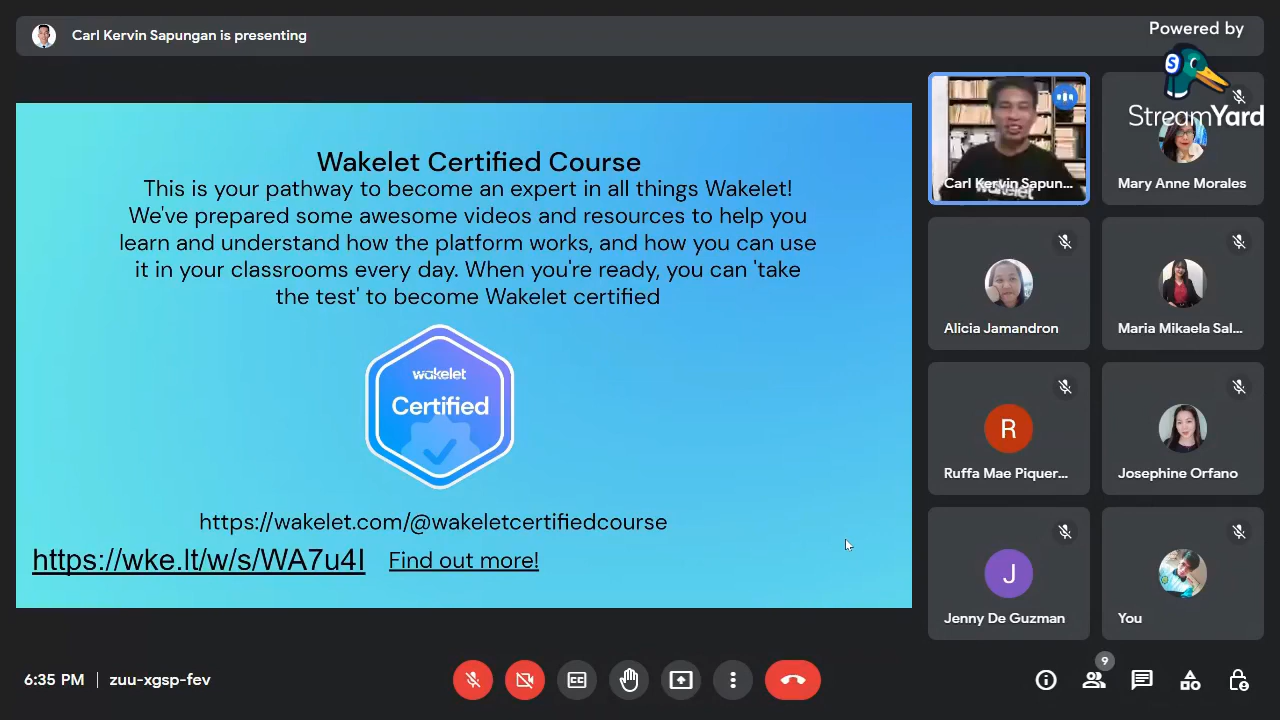 Carl Kervin Sapungan is presenting
Powered by
StreamYard
Wakelet Certified Course
This is your pathway to become an expert in all things Wakelet!
We've prepared some awesome videos and resources to help you
learn and understand how the platform works, and how you can use
it in your classrooms every day. When you're ready, you can 'take
the test' to become Wakelet certified
wakelet
Certified
https://wakelet.com/@wakeletcertifiedcourse
https://wke.lt/w/s/WA7u4I
Find out more!
wakelet
Carl Kervin Sapun...
Mary Anne Morales
Alicia Jamandron
Maria Mikaela Sal...
R
Ruffa Mae Piquer...
Josephine Orfano
J
Jenny De Guzman
You
6:35 PM
zuu-xgsp-fev
9